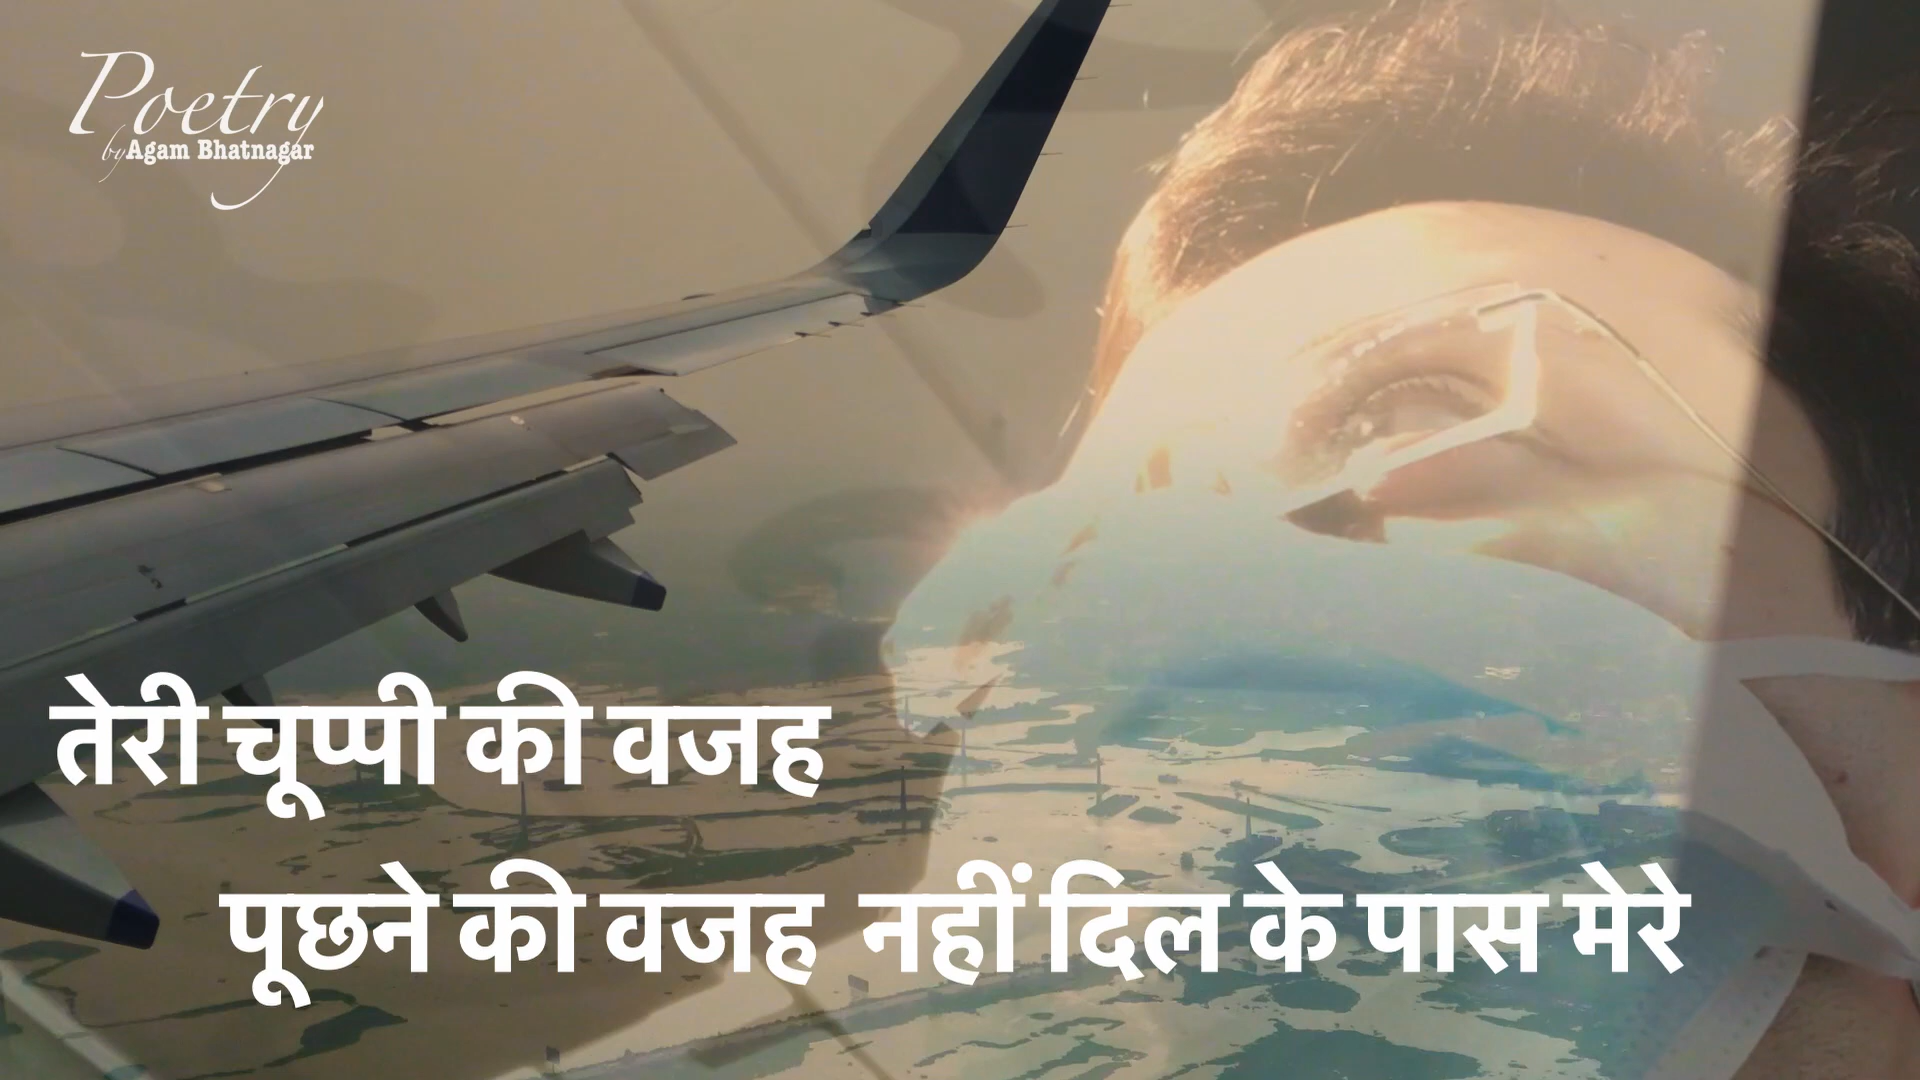 Poetry
by Agam Bhatnagar
तेरी चूप्पी की वजह
पूछने की वजह नहीं दिल के पास मेरे